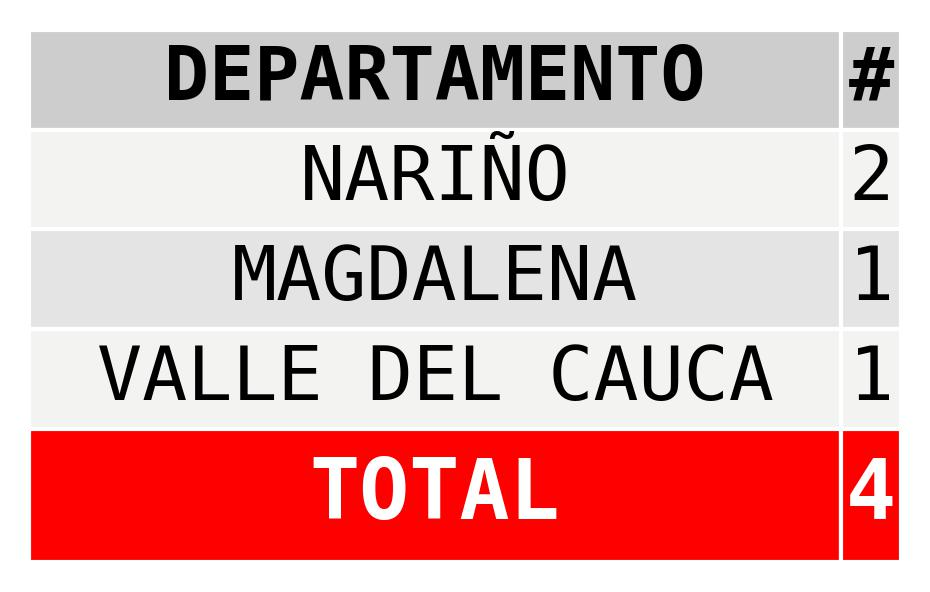 DEPARTAMENTO #
NARIÑO 2
MAGDALENA 1
VALLE DEL CAUCA 1
TOTAL 4